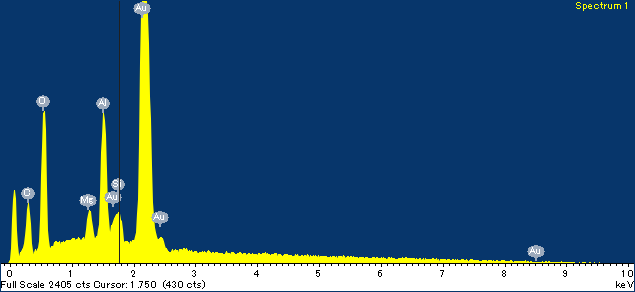 Spectrum 1
Au
O
Al
C
Mg
Au
Si
Au
Au
0 1 2 3 4 5 6 7 8 9 10
Full Scale 2405 cts Cursor: 1.750 (430 cts) keV